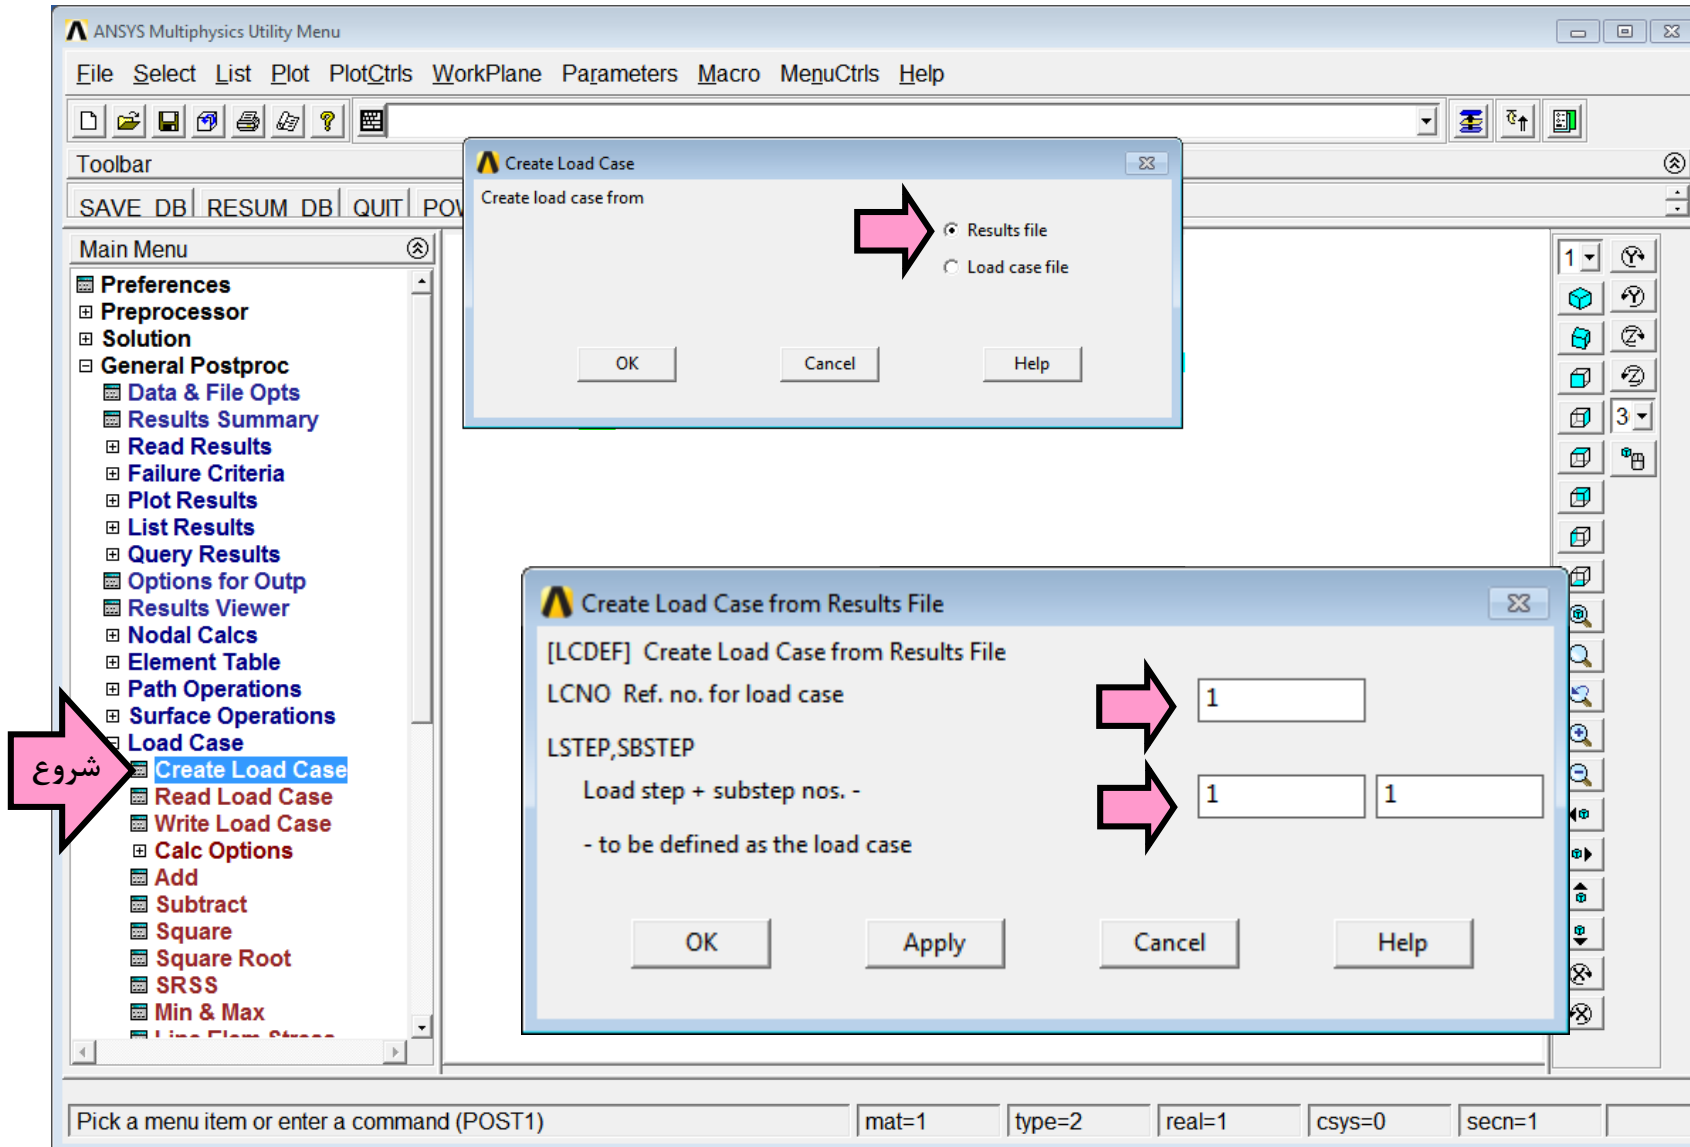 ANSYS Multiphysics Utility Menu
File Select List Plot PlotCtrls WorkPlane Parameters Macro MenuCtrls Help
Toolbar
SAVE_DB RESUM_DB QUIT
Create Load Case
Create load case from
Results file
Load case file
OK Cancel Help
Main Menu
Preferences
Preprocessor
Solution
General Postproc
Data & File Opts
Results Summary
Read Results
Failure Criteria
Plot Results
List Results
Query Results
Options for Outp
Results Viewer
Nodal Calcs
Element Table
Path Operations
Surface Operations
Load Case
شروع
Create Load Case
Read Load Case
Write Load Case
Calc Options
Add
Subtract
Square
Square Root
SRSS
Min & Max
Create Load Case from Results File
[LCDEF] Create Load Case from Results File
LCNO Ref. no. for load case 1
LSTEP,SBSTEP
Load step + substep nos. - 1 1
- to be defined as the load case
OK Apply Cancel Help
1
3
Pick a menu item or enter a command (POST1) mat=1 type=2 real=1 csys=0 secn=1